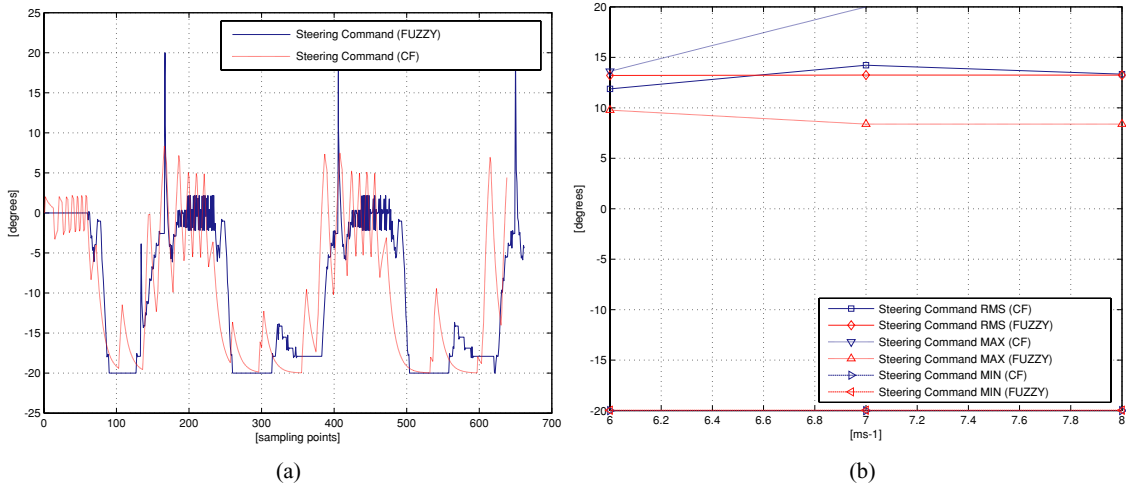 25
20
15
10
5
0
-5
-10
-15
-20
-25
[degrees]
0 100 200 300 400 500 600 700
[sampling points]
Steering Command (FUZZY)
Steering Command (CF)
(a)
20
15
10
5
0
-5
-10
-15
-20
[degrees]
6 6.2 6.4 6.6 6.8 7 7.2 7.4 7.6 7.8 8
[ms-1]
Steering Command RMS (CF)
Steering Command RMS (FUZZY)
Steering Command MAX (CF)
Steering Command MAX (FUZZY)
Steering Command MIN (CF)
Steering Command MIN (FUZZY)
(b)